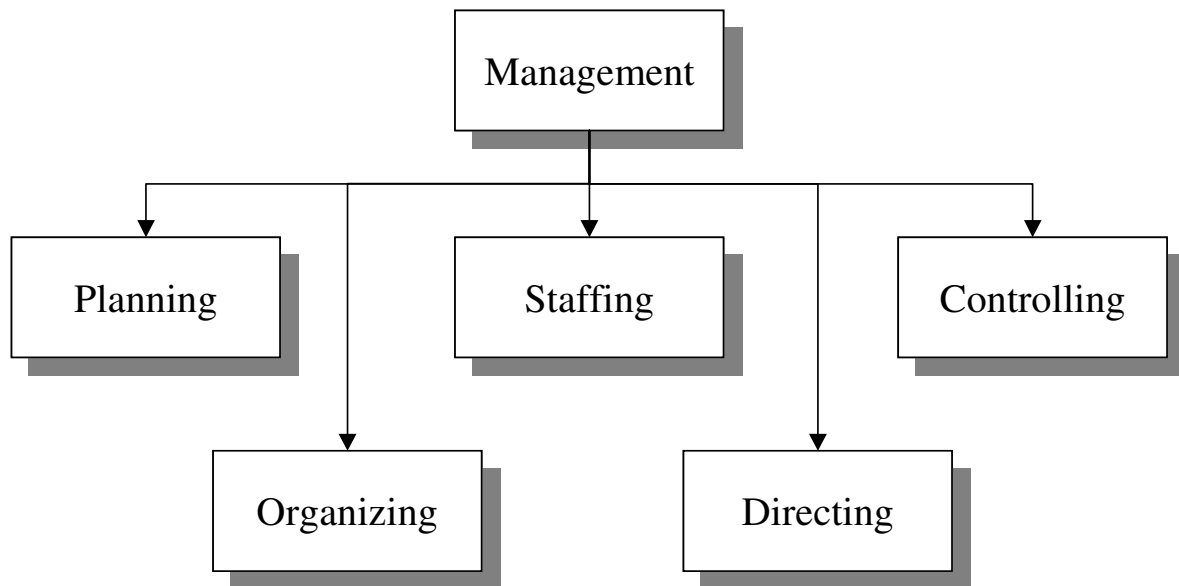 Management
Planning
Staffing
Controlling
Organizing
Directing